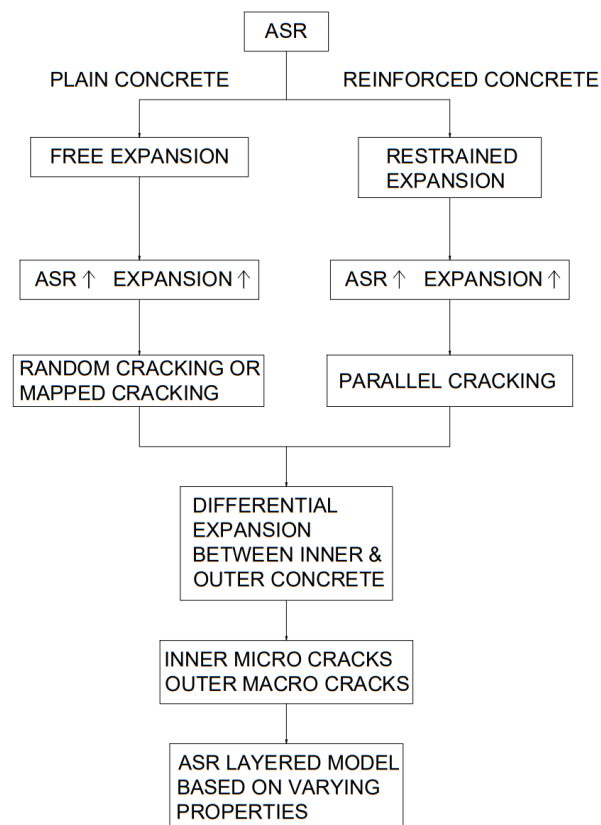 ASR
PLAIN CONCRETE
REINFORCED CONCRETE
FREE EXPANSION
RESTRAINED
EXPANSION
ASR ↑ EXPANSION ↑
ASR ↑ EXPANSION ↑
RANDOM CRACKING OR
MAPPED CRACKING
PARALLEL CRACKING
DIFFERENTIAL
EXPANSION
BETWEEN INNER &
OUTER CONCRETE
INNER MICRO CRACKS
OUTER MACRO CRACKS
ASR LAYERED MODEL
BASED ON VARYING
PROPERTIES